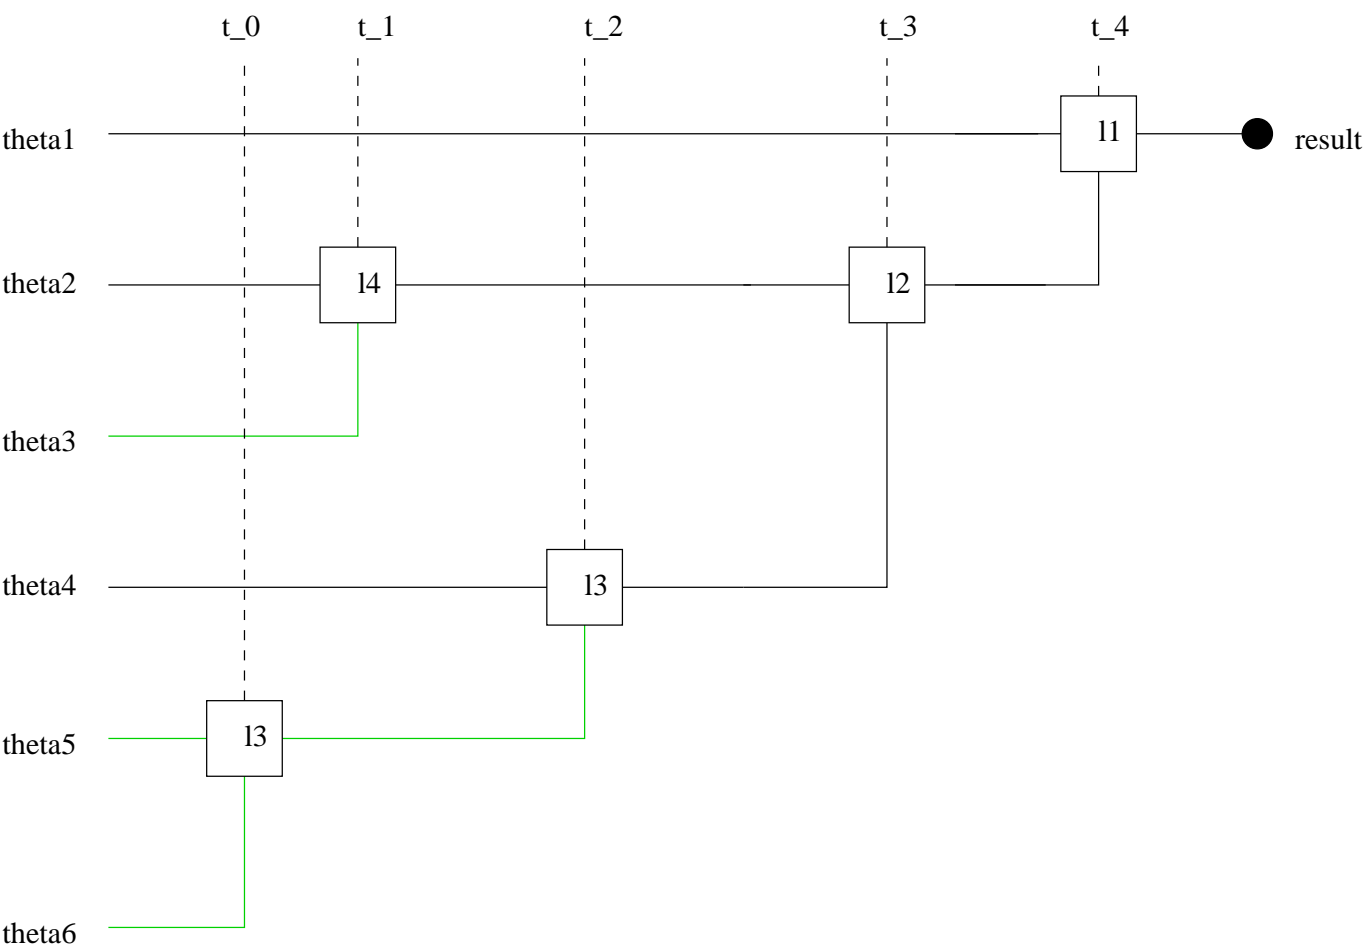 t_0 t_1 t_2 t_3 t_4
theta1 l1 result
theta2 l4 l2
theta3
theta4 l3
theta5 l3
theta6